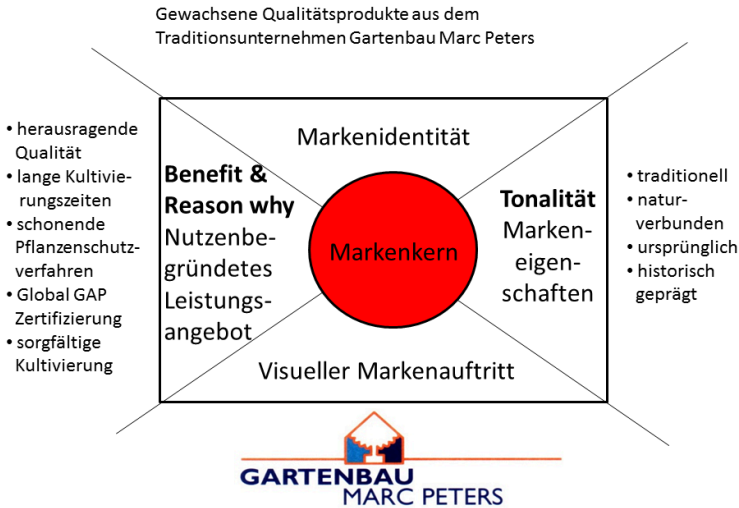 Gewachsene Qualitätsprodukte aus dem
Traditionsunternehmen Gartenbau Marc Peters
• herausragende
Qualität
• lange Kultivie-
rungszeiten
• schonende
Pflanzenschutz-
verfahren
• Global GAP
Zertifizierung
• sorgfältige
Kultivierung
Markenidentität
Benefit &
Reason why
Nutzenbe-
gründetes
Leistungs-
angebot
Markenkern
Tonalität
Marken-
eigen-
schaften
• traditionell
• natur-
verbunden
• ursprünglich
• historisch
geprägt
Visueller Markenauftritt
GARTENBAU
MARC PETERS